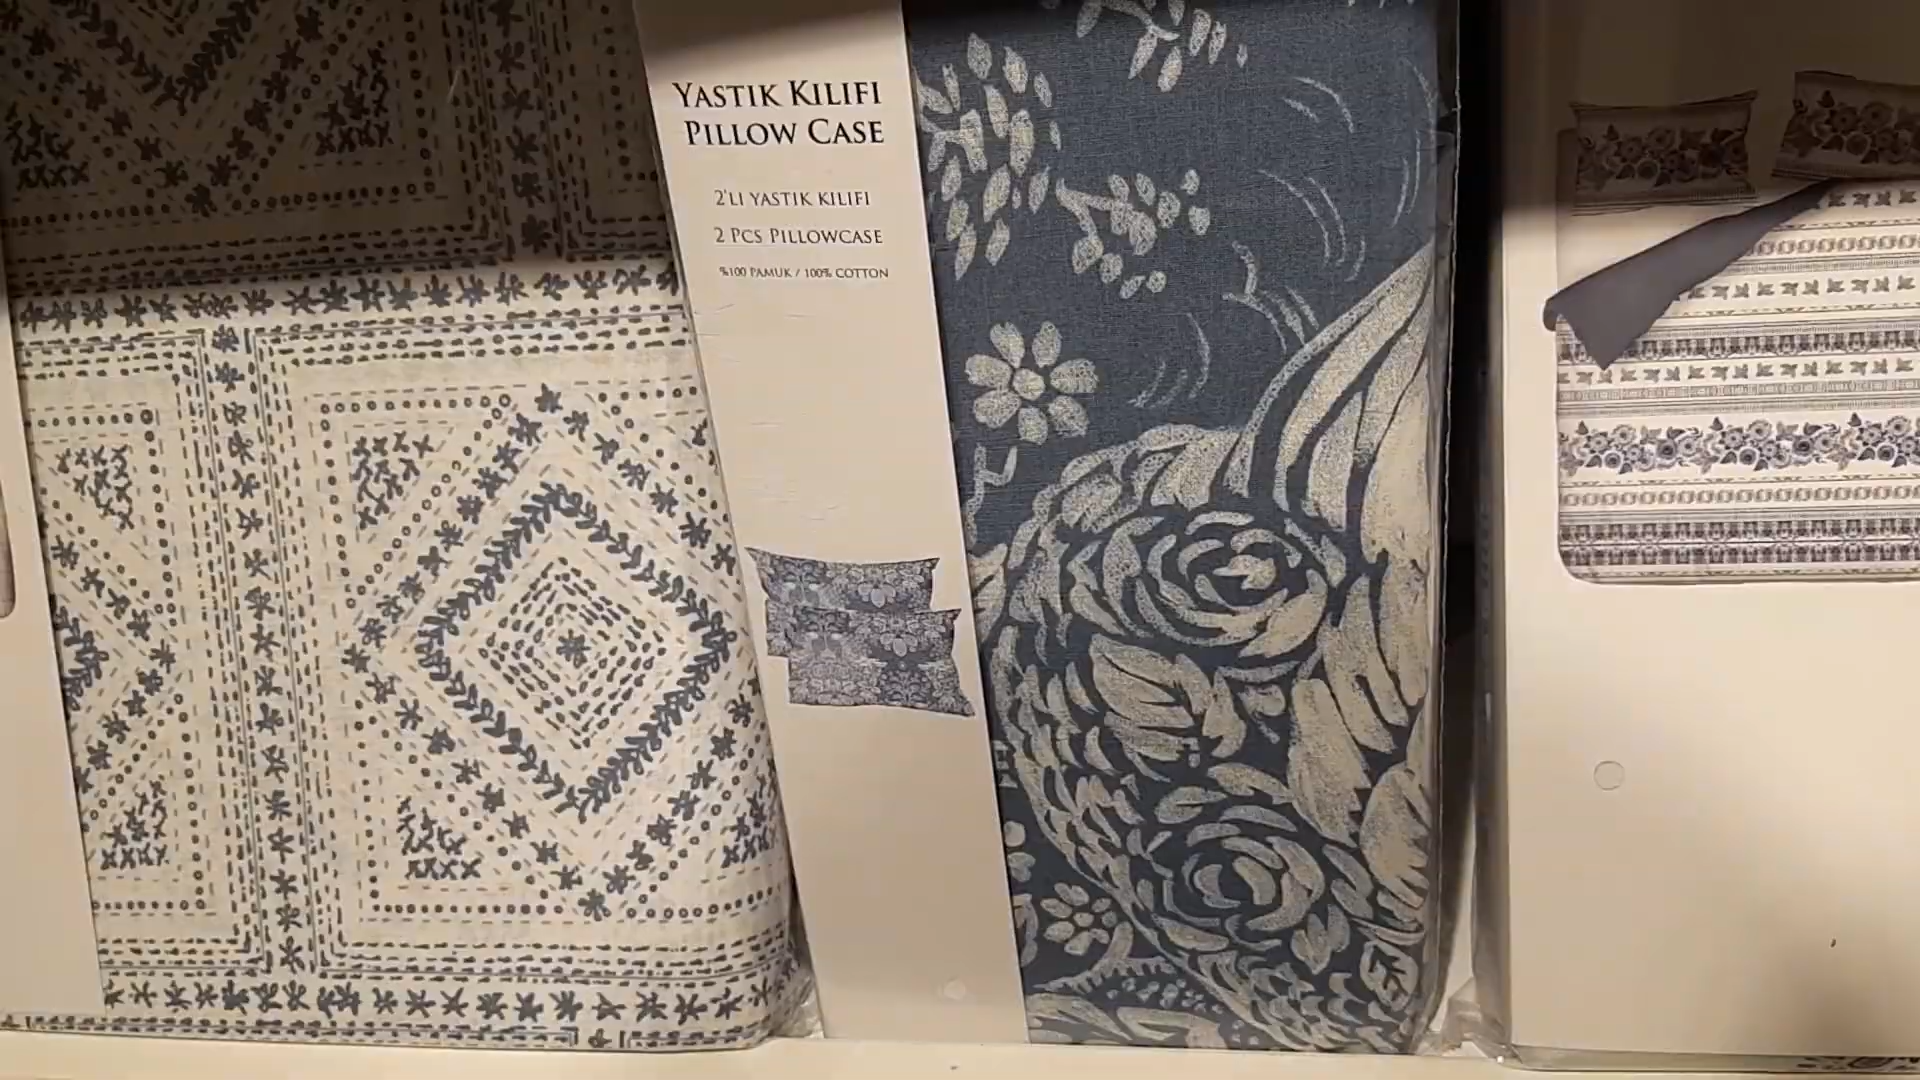 YASTIK KILIFI
PILLOW CASE
2'LI YASTIK KILIFI
2 PCS PILLOWCASE
%100 PAMUK / 100% COTTON